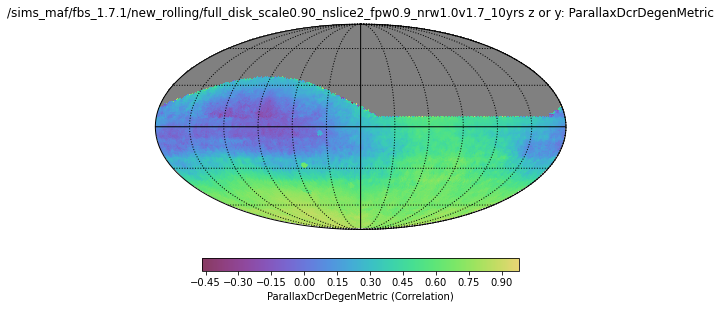 /sims_maf/fbs_1.7.1/new_rolling/full_disk_scale0.90_nslice2_fpw0.9_nrw1.0v1.7_10yrs z or y: ParallaxDcrDegenMetric
−0.45 −0.30 −0.15 0.00 0.15 0.30 0.45 0.60 0.75 0.90
ParallaxDcrDegenMetric (Correlation)